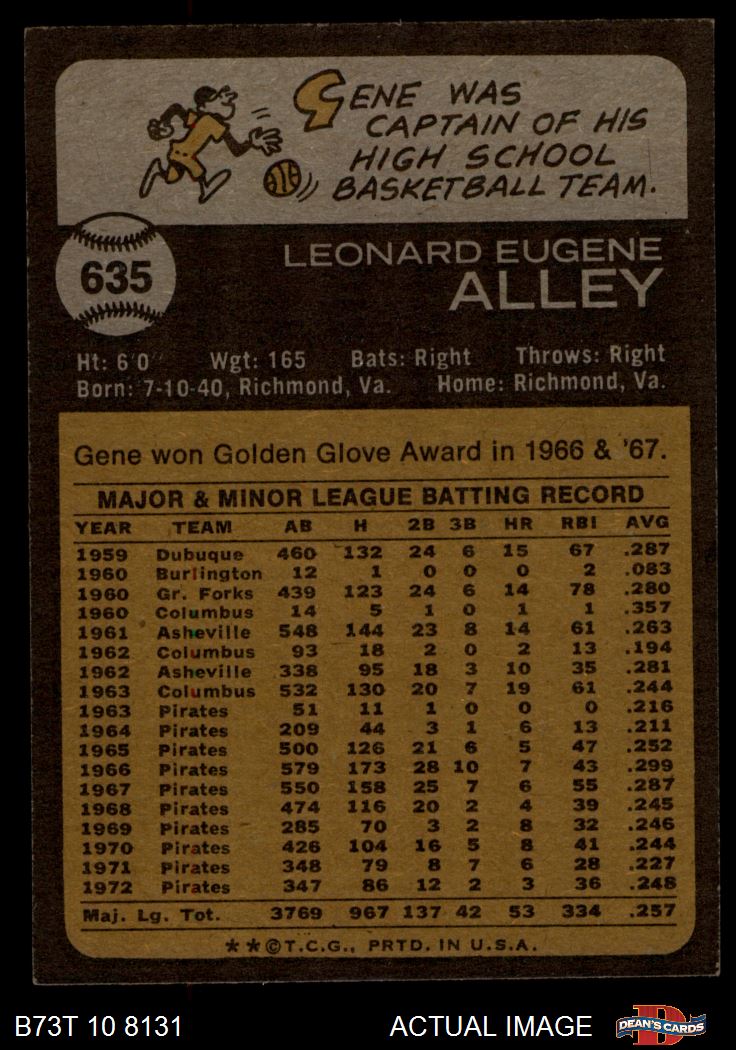 GENE WAS
CAPTAIN OF HIS
HIGH SCHOOL
BASKETBALL TEAM.
635
LEONARD EUGENE
ALLEY
Ht: 6'0" Wgt: 165 Bats: Right Throws: Right
Born: 7-10-40, Richmond, Va. Home: Richmond, Va.
Gene won Golden Glove Award in 1966 & '67.
MAJOR & MINOR LEAGUE BATTING RECORD
YEAR TEAM AB H 2B 3B HR RBI AVG
1959 Dubuque 460 132 24 6 15 67 .287
1960 Burlington 12 1 0 0 0 2 .083
1960 Gr. Forks 439 123 24 6 14 78 .280
1960 Columbus 14 5 1 0 1 1 .357
1961 Asheville 548 144 23 8 14 61 .263
1962 Columbus 93 18 2 0 2 13 .194
1962 Asheville 338 95 18 3 10 35 .281
1963 Columbus 532 130 20 7 19 61 .244
1963 Pirates 51 11 1 0 0 0 .216
1964 Pirates 209 44 3 1 6 13 .211
1965 Pirates 500 126 21 6 5 47 .252
1966 Pirates 579 173 28 10 7 43 .299
1967 Pirates 550 158 25 7 6 55 .287
1968 Pirates 474 116 20 2 4 39 .245
1969 Pirates 285 70 3 2 8 32 .246
1970 Pirates 426 104 16 5 8 41 .244
1971 Pirates 348 79 8 7 6 28 .227
1972 Pirates 347 86 12 2 3 36 .248
Maj. Lg. Tot. 3769 967 137 42 53 334 .257
**©T.C.G., PRTD. IN U.S.A.
B73T 10 8131 ACTUAL IMAGE DEAN'S CARDS